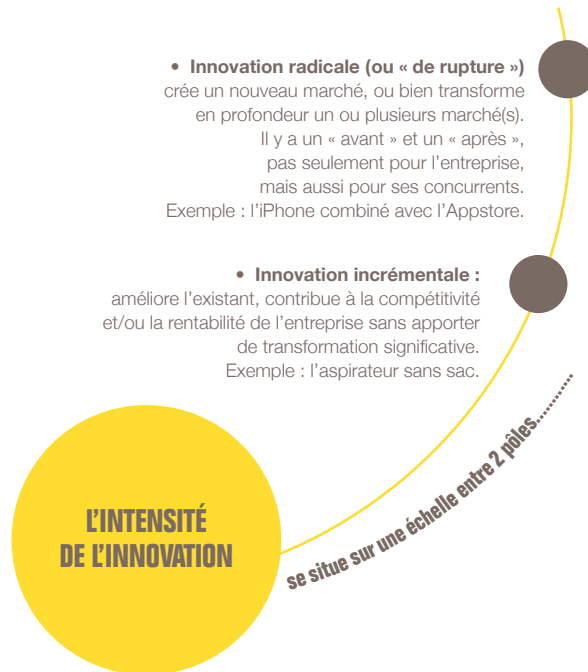 • Innovation radicale (ou « de rupture »)
crée un nouveau marché, ou bien transforme
en profondeur un ou plusieurs marché(s).
Il y a un « avant » et un « après »,
pas seulement pour l’entreprise,
mais aussi pour ses concurrents.
Exemple : l’iPhone combiné avec l’Appstore.
• Innovation incrémentale :
améliore l’existant, contribue à la compétitivité
et/ou la rentabilité de l’entreprise sans apporter
de transformation significative.
Exemple : l’aspirateur sans sac.
L’INTENSITÉ
DE L’INNOVATION
se situe sur une échelle entre 2 pôles.........